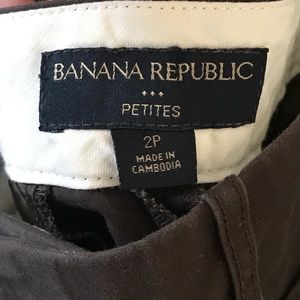 BANANA REPUBLIC
PETITES
2P
MADE IN
CAMBODIA